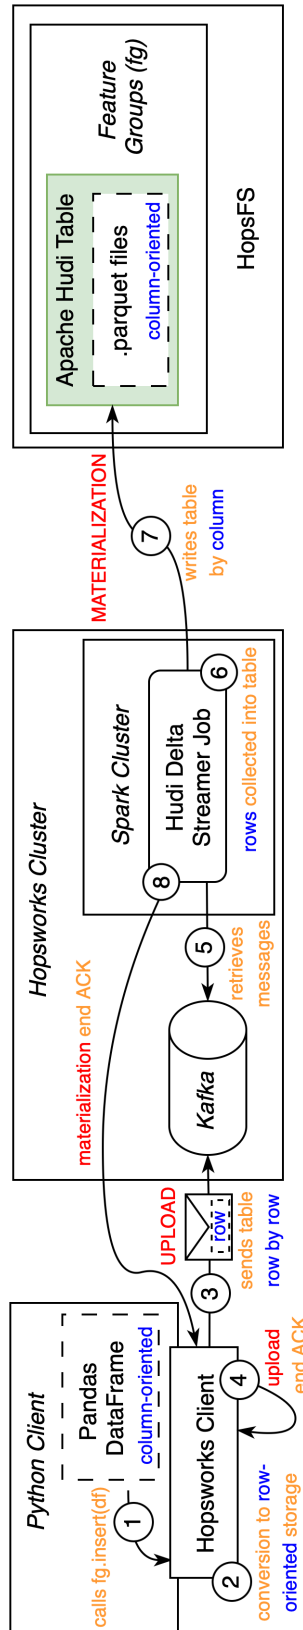 Python Client
Pandas
DataFrame
column-oriented
calls fg.insert(df)
1
Hopsworks Client
2
conversion to row-
oriented storage
3
UPLOAD
row
sends table
row by row
4
upload
end ACK
Hopsworks Cluster
Kafka
5
retrieves
messages
Spark Cluster
Hudi Delta
Streamer Job
6
rows collected into table
8
materialization end ACK
MATERIALIZATION
7
writes table
by column
Apache Hudi Table
.parquet files
column-oriented
Feature
Groups (fg)
HopsFS